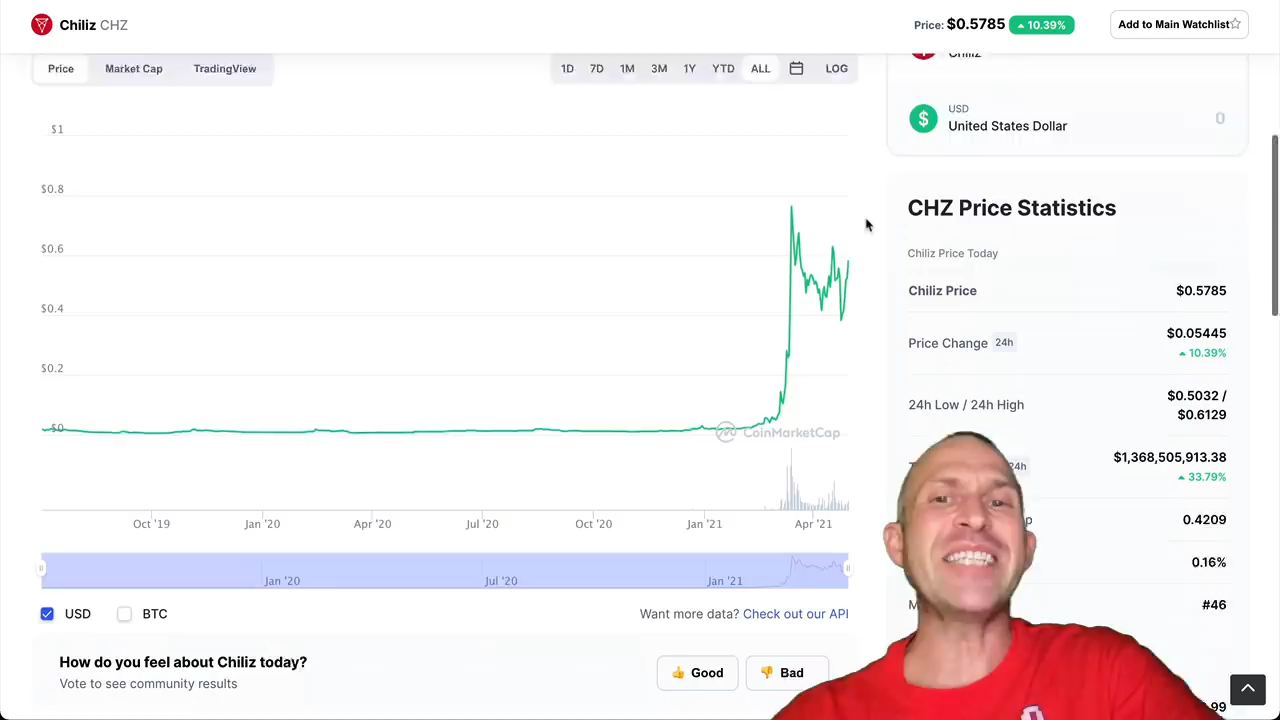 Chiliz CHZ
Price: $0.5785 10.39%
Add to Main Watchlist
Price Market Cap TradingView
1D 7D 1M 3M 1Y YTD ALL LOG
Chiliz
USD
United States Dollar
0
$1
$0.8
$0.6
$0.4
$0.2
$0
CoinMarketCap
Oct '19 Jan '20 Apr '20 Jul '20 Oct '20 Jan '21 Apr '21
Jan '20 Jul '20 Jan '21
USD BTC
Want more data? Check out our API
How do you feel about Chiliz today?
Vote to see community results
Good Bad
CHZ Price Statistics
Chiliz Price Today
Chiliz Price $0.5785
Price Change 24h $0.05445
10.39%
24h Low / 24h High $0.5032 /
$0.6129
24h $1,368,505,913.38
33.79%
0.4209
0.16%
#46
.99